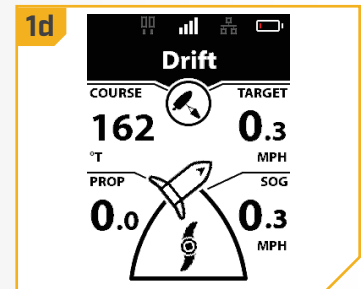 1d
Drift
COURSE
TARGET
162
0.3
°T
MPH
PROP
SOG
0.0
0.3
MPH